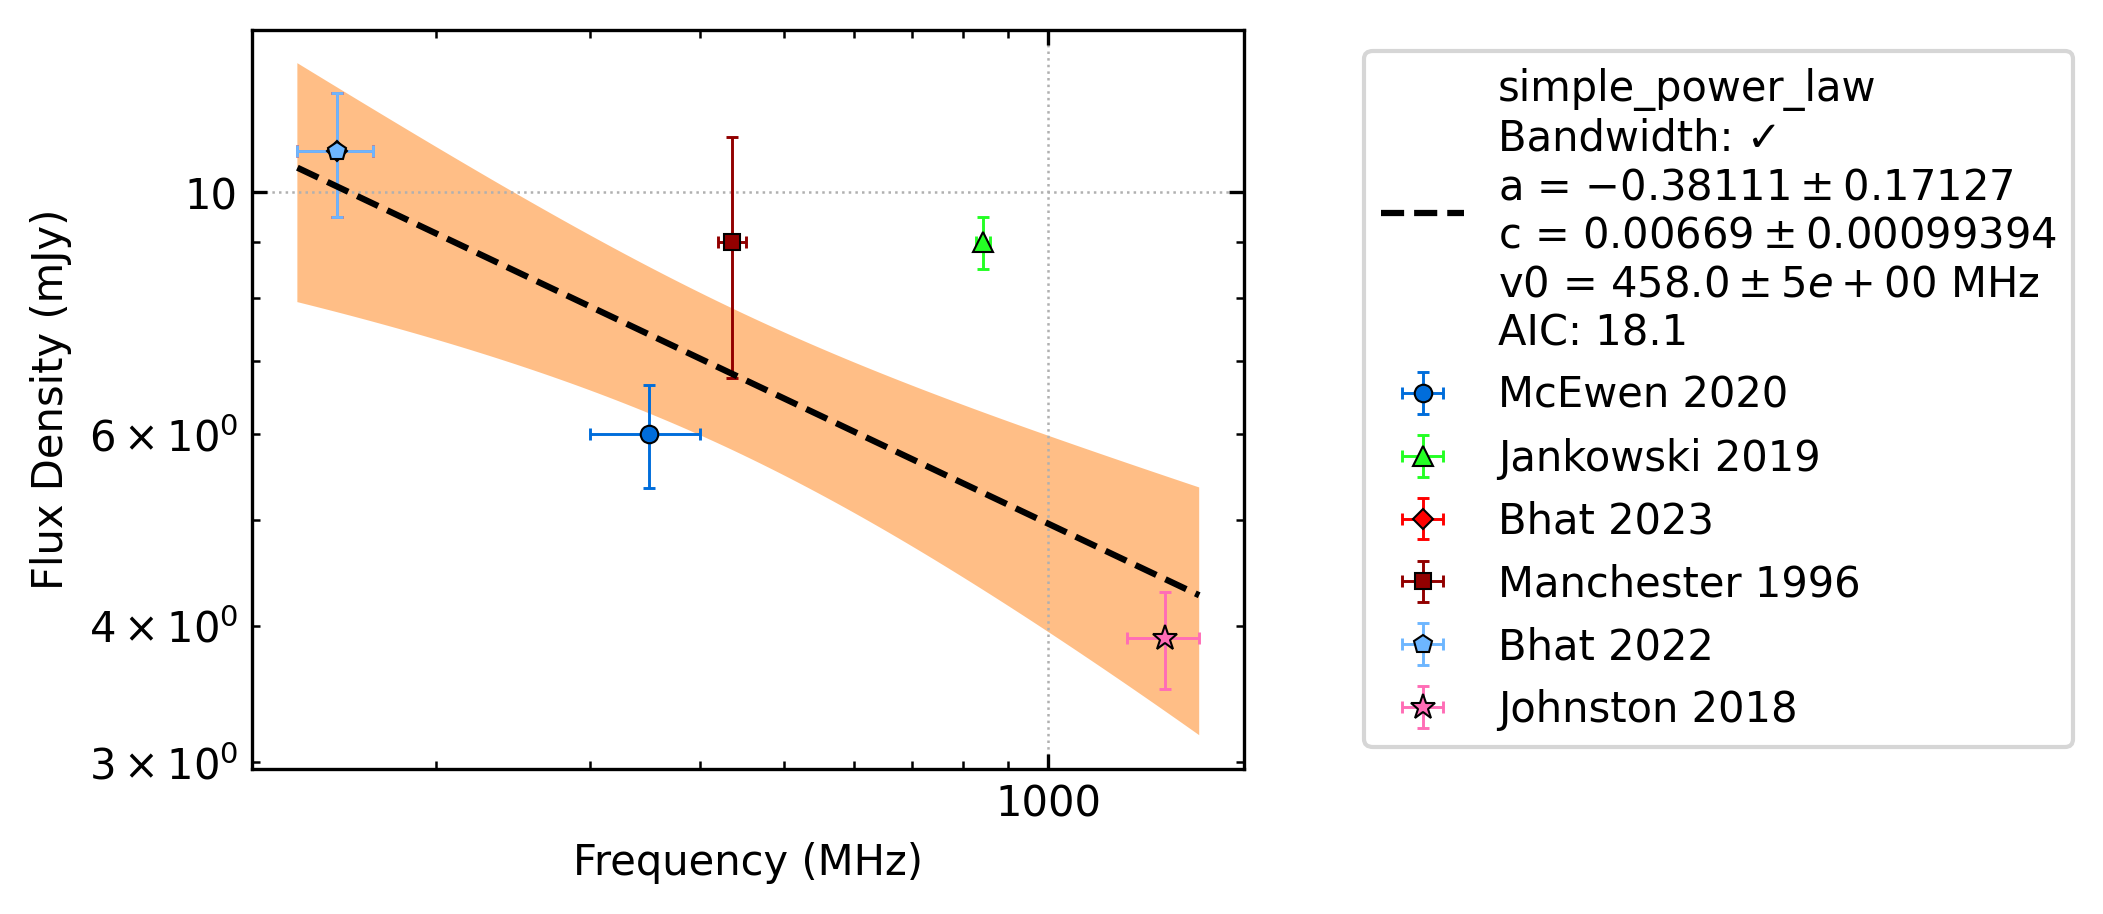 10
6 × 10⁰
4 × 10⁰
3 × 10⁰
Flux Density (mJy)
1000
Frequency (MHz)
simple_power_law
Bandwidth: ✓
a = −0.38111 ± 0.17127
c = 0.00669 ± 0.00099394
v0 = 458.0 ± 5e + 00 MHz
AIC: 18.1
McEwen 2020
Jankowski 2019
Bhat 2023
Manchester 1996
Bhat 2022
Johnston 2018